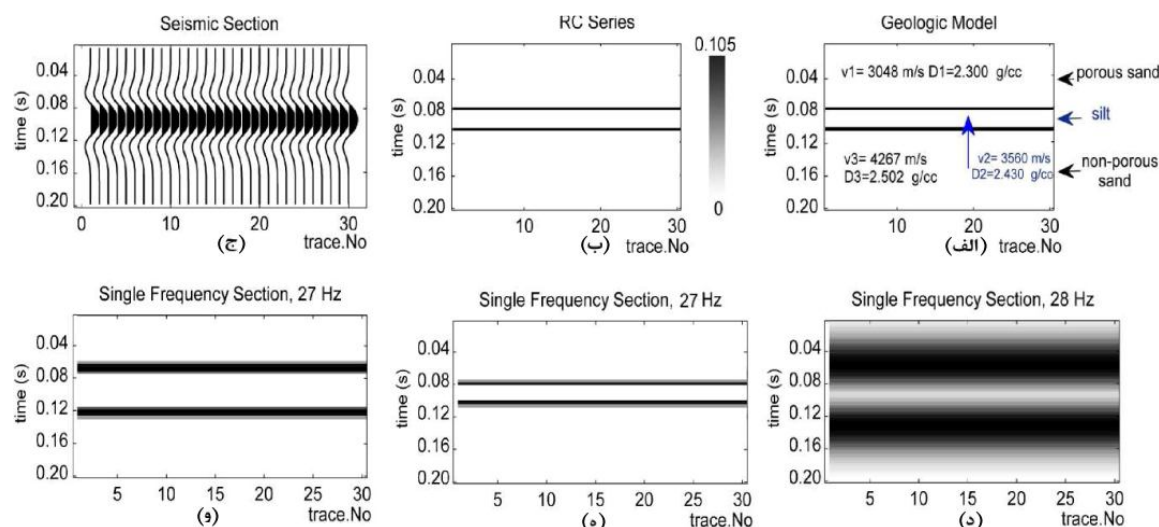 Seismic Section
time (s)
0.04
0.08
0.12
0.16
0.20
0 10 20 30
trace.No
(ج)
RC Series
time (s)
0.04
0.08
0.12
0.16
0.20
10 20 30
trace.No
(ب)
0.105
0
Geologic Model
time (s)
0.04
0.08
0.12
0.16
0.20
v1= 3048 m/s D1=2.300 g/cc
v3= 4267 m/s
D3=2.502 g/cc
v2= 3560 m/s
D2=2.430 g/cc
10 20 30
trace.No
(الف)
porous sand
silt
non-porous
sand
Single Frequency Section, 27 Hz
time (s)
0.04
0.08
0.12
0.16
0.20
5 10 15 20 25 30
trace.No
(و)
Single Frequency Section, 27 Hz
time (s)
0.04
0.08
0.12
0.16
0.20
5 10 15 20 25 30
trace.No
(ه)
Single Frequency Section, 28 Hz
time (s)
0.04
0.08
0.12
0.16
0.20
5 10 15 20 25 30
trace.No
(د)